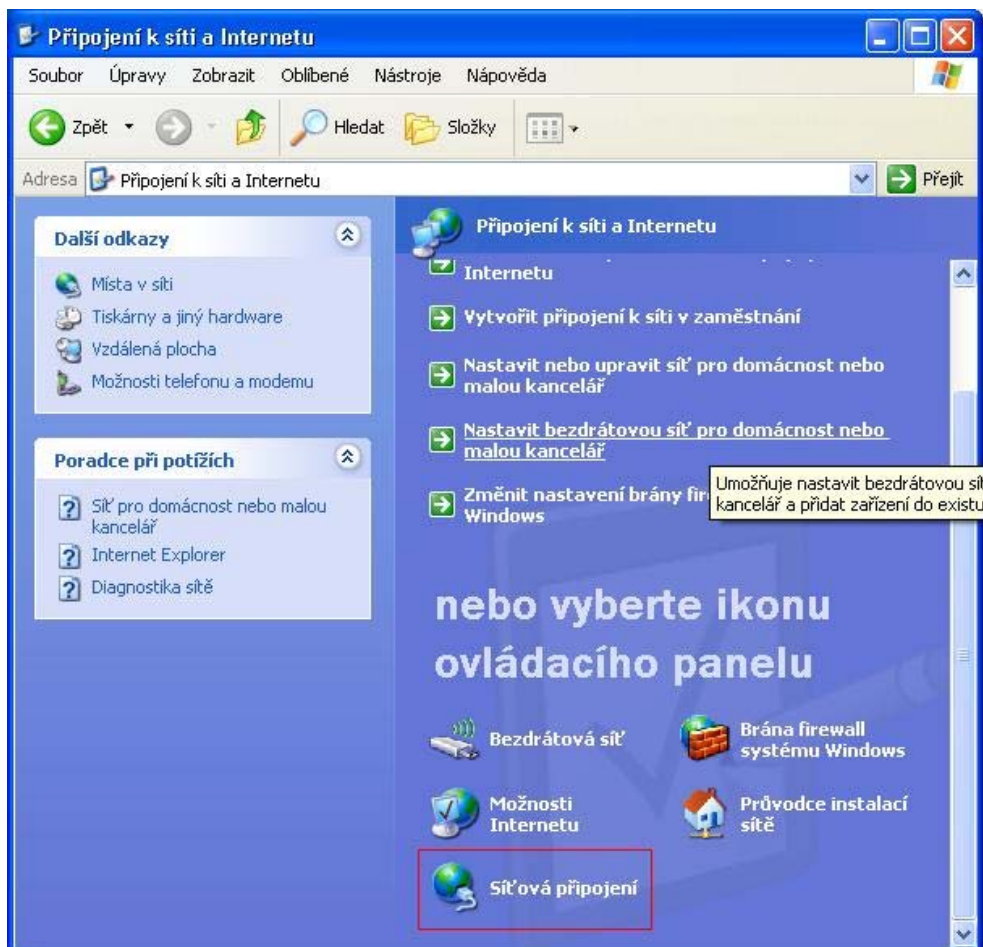 Připojení k síti a Internetu
Soubor Úpravy Zobrazit Oblíbené Nástroje Nápověda
Zpět Hledat Složky
Adresa Připojení k síti a Internetu Přejít
Další odkazy
Místa v síti
Tiskárny a jiný hardware
Vzdálená plocha
Možnosti telefonu a modemu
Poradce při potížích
Síť pro domácnost nebo malou
kancelář
Internet Explorer
Diagnostika sítě
Připojení k síti a Internetu
Internetu
Vytvořit připojení k síti v zaměstnání
Nastavit nebo upravit síť pro domácnost nebo
malou kancelář
Nastavit bezdrátovou síť pro domácnost nebo
malou kancelář
Změnit nastavení brány
Windows
Umožňuje nastavit bezdrátovou
kancelář a přidat zařízení do
nebo vyberte ikonu
ovládacího panelu
Bezdrátová síť
Brána firewall
systému Windows
Možnosti
Internetu
Průvodce instalací
sítě
Síťová připojení